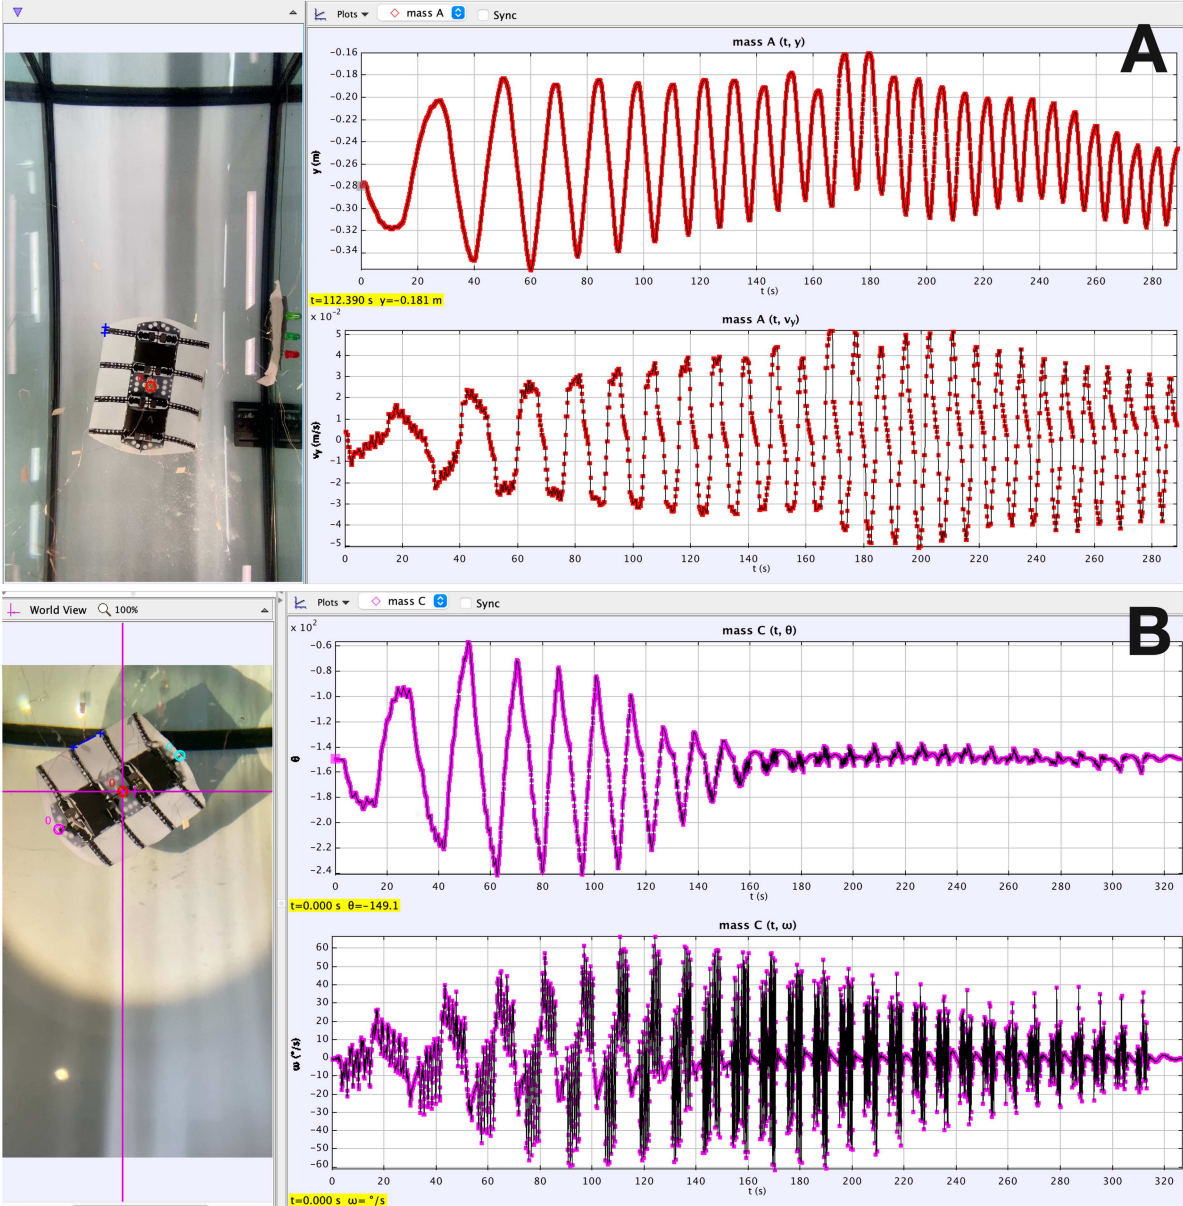 Plots mass A Sync
A
mass A (t, y)
y (m)
−0.16
−0.18
−0.20
−0.22
−0.24
−0.26
−0.28
−0.30
−0.32
−0.34
0 20 40 60 80 100 120 140 160 180 200 220 240 260 280
t (s)
t=112.390 s y=−0.181 m
x 10⁻²
mass A (t, vᵧ)
vᵧ (m/s)
5
4
3
2
1
0
−1
−2
−3
−4
−5
0 20 40 60 80 100 120 140 160 180 200 220 240 260 280
t (s)
World View 100%
0
0
Plots mass C Sync
B
x 10²
mass C (t, θ)
θ
−0.6
−0.8
−1.0
−1.2
−1.4
−1.6
−1.8
−2.0
−2.2
−2.4
0 20 40 60 80 100 120 140 160 180 200 220 240 260 280 300 320
t (s)
t=0.000 s θ=−149.1
mass C (t, ω)
ω (°/s)
60
50
40
30
20
10
0
−10
−20
−30
−40
−50
−60
0 20 40 60 80 100 120 140 160 180 200 220 240 260 280 300 320
t (s)
t=0.000 s ω= °/s